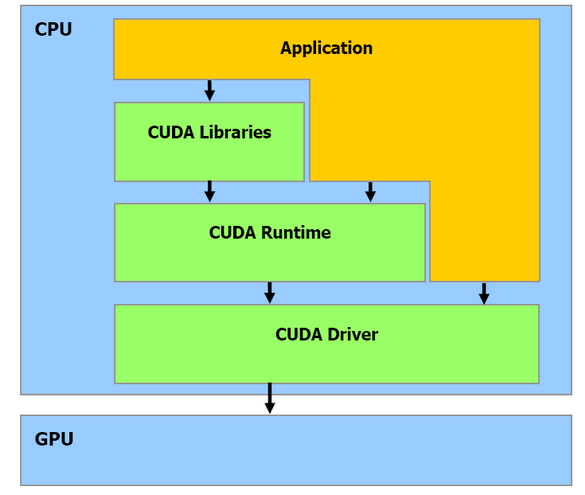 CPU
Application
CUDA Libraries
CUDA Runtime
CUDA Driver
GPU